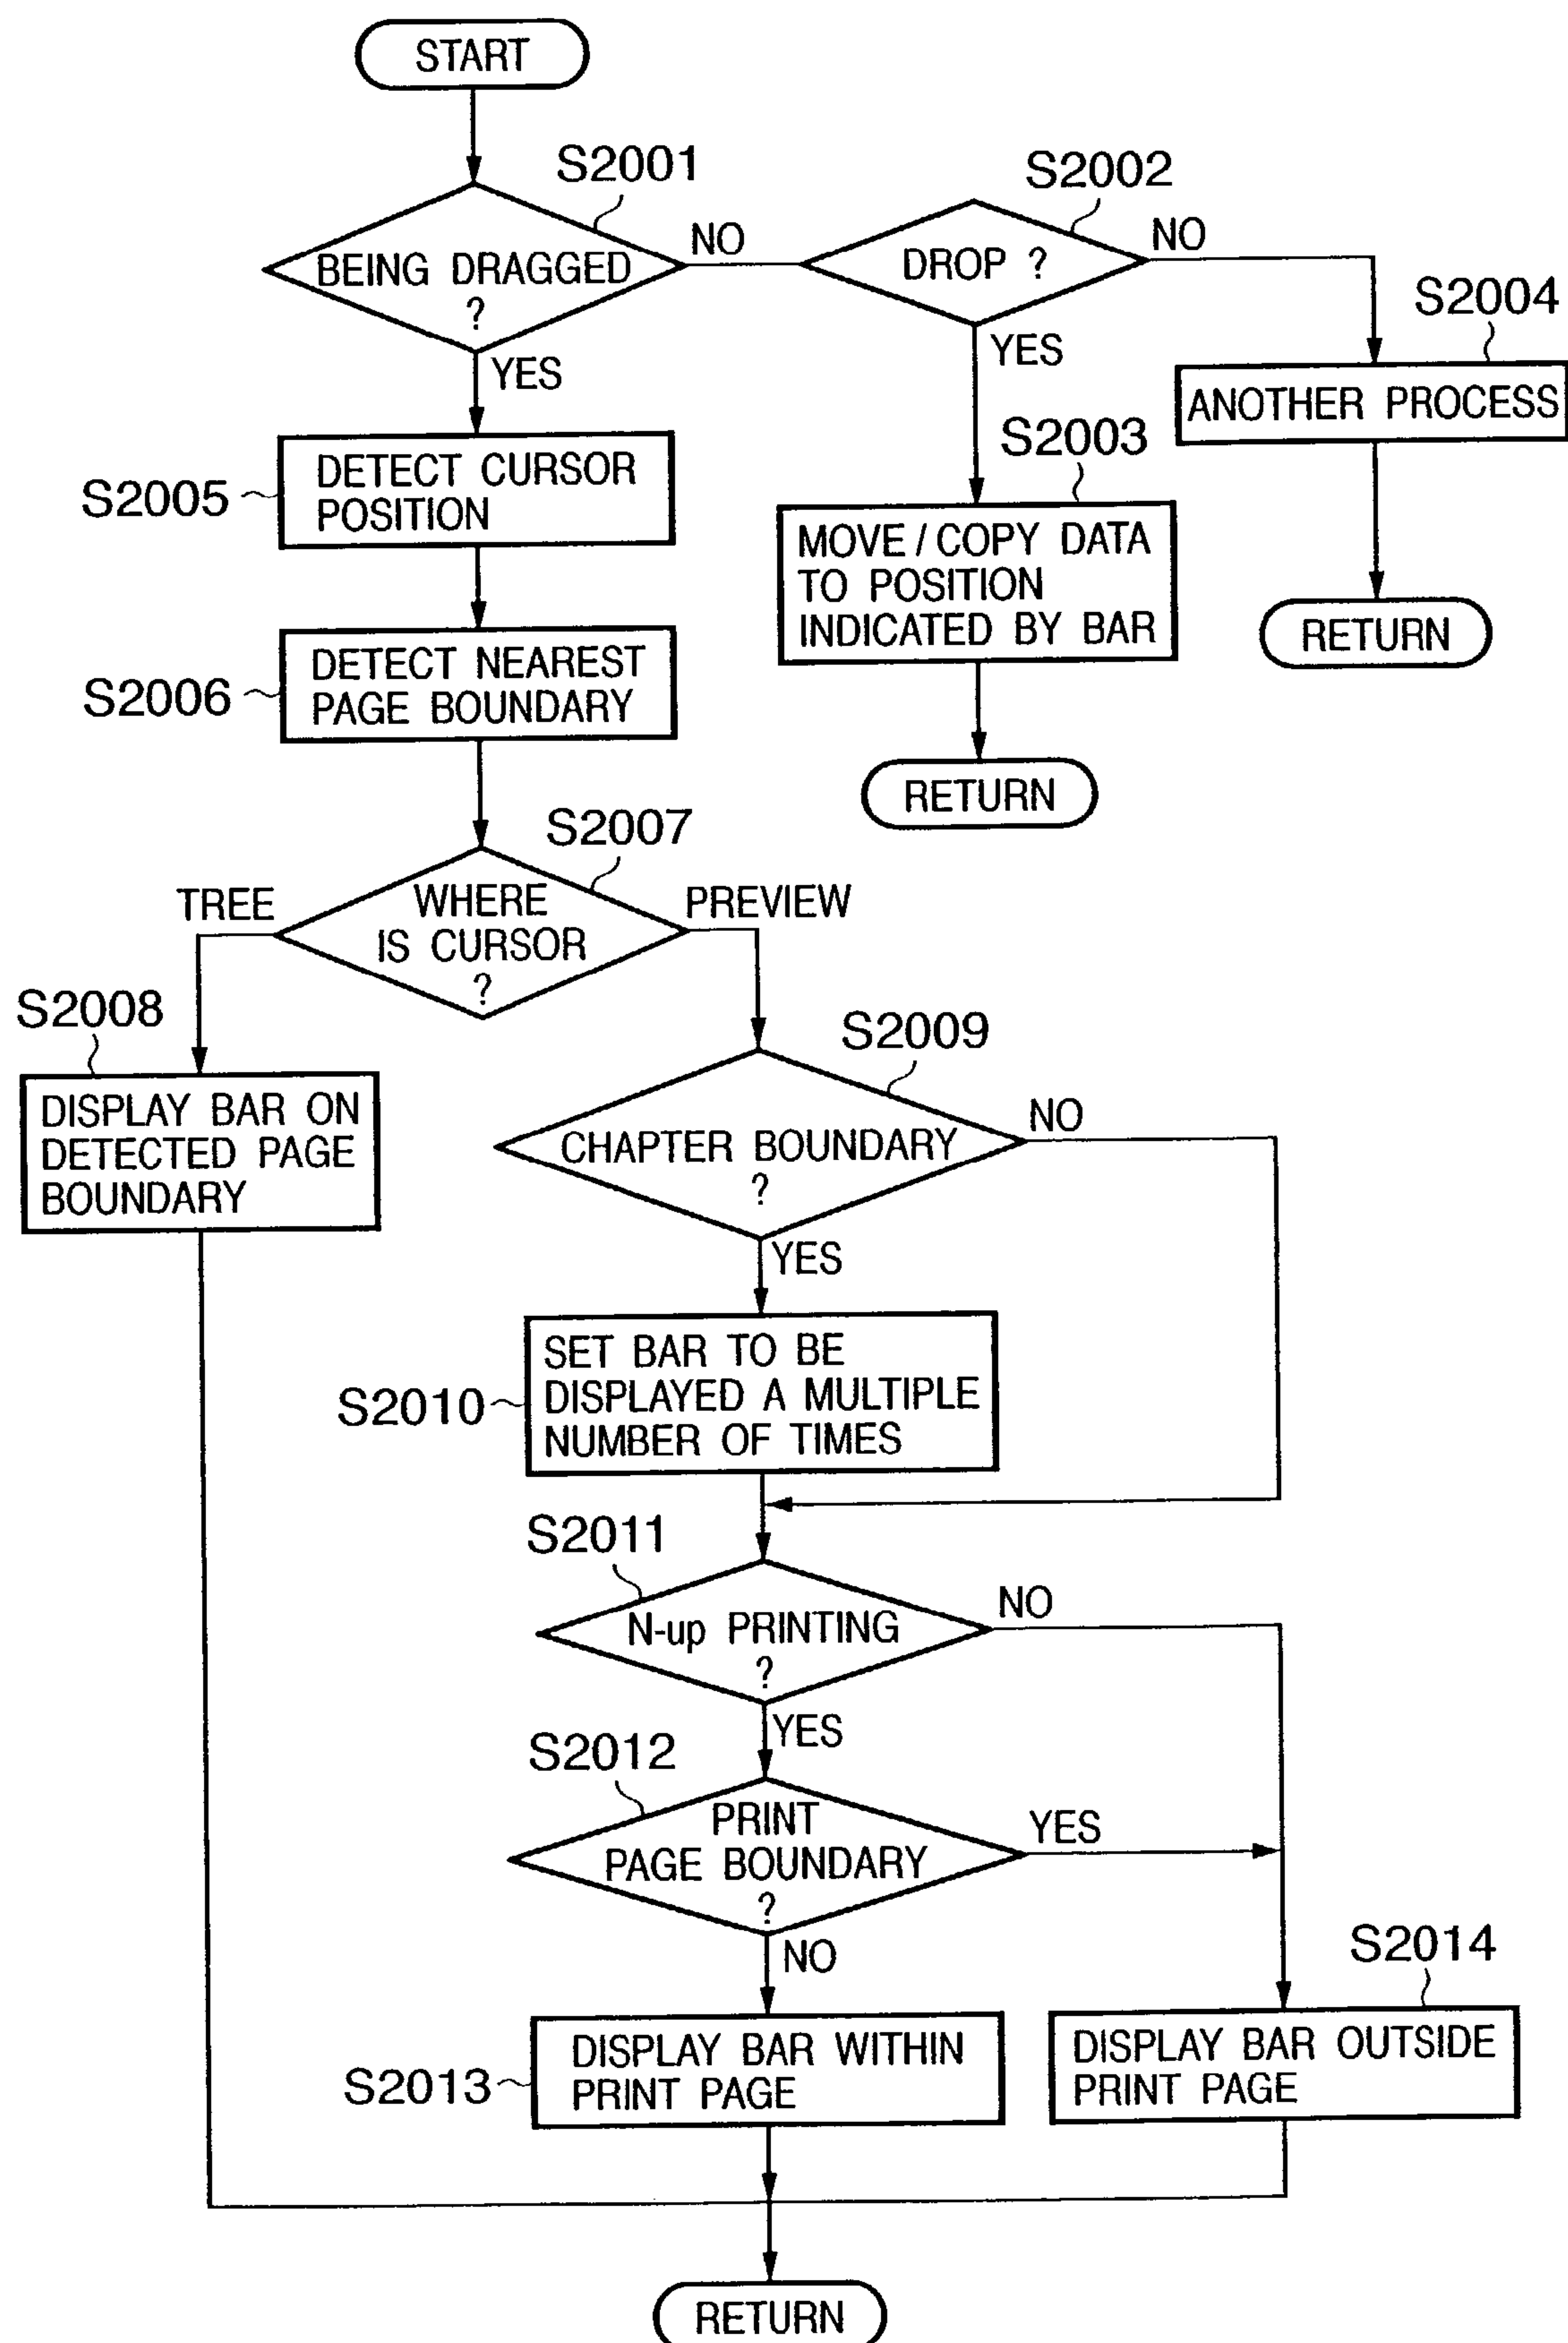 START
S2001
BEING DRAGGED
?
NO
YES
S2002
DROP ?
NO
YES
S2004
ANOTHER PROCESS
RETURN
S2003
MOVE / COPY DATA
TO POSITION
INDICATED BY BAR
RETURN
S2005
DETECT CURSOR
POSITION
S2006
DETECT NEAREST
PAGE BOUNDARY
S2007
WHERE
IS CURSOR
?
TREE
PREVIEW
S2008
DISPLAY BAR ON
DETECTED PAGE
BOUNDARY
S2009
CHAPTER BOUNDARY
?
NO
YES
S2010
SET BAR TO BE
DISPLAYED A MULTIPLE
NUMBER OF TIMES
S2011
N-up PRINTING
?
NO
YES
S2012
PRINT
PAGE BOUNDARY
?
YES
NO
S2013
DISPLAY BAR WITHIN
PRINT PAGE
S2014
DISPLAY BAR OUTSIDE
PRINT PAGE
RETURN